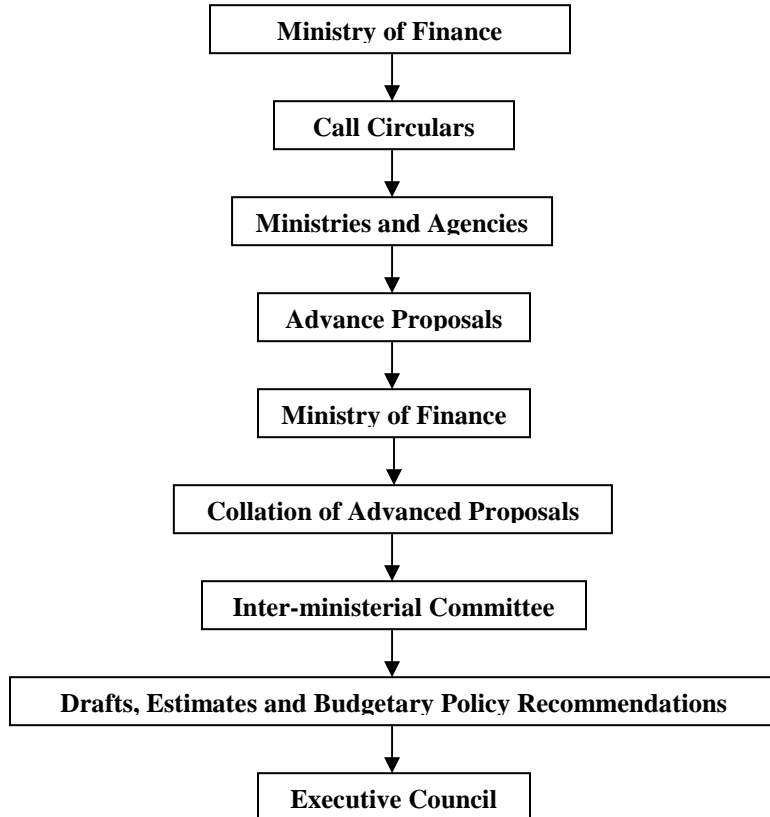 Ministry of Finance
Call Circulars
Ministries and Agencies
Advance Proposals
Ministry of Finance
Collation of Advanced Proposals
Inter-ministerial Committee
Drafts, Estimates and Budgetary Policy Recommendations
Executive Council